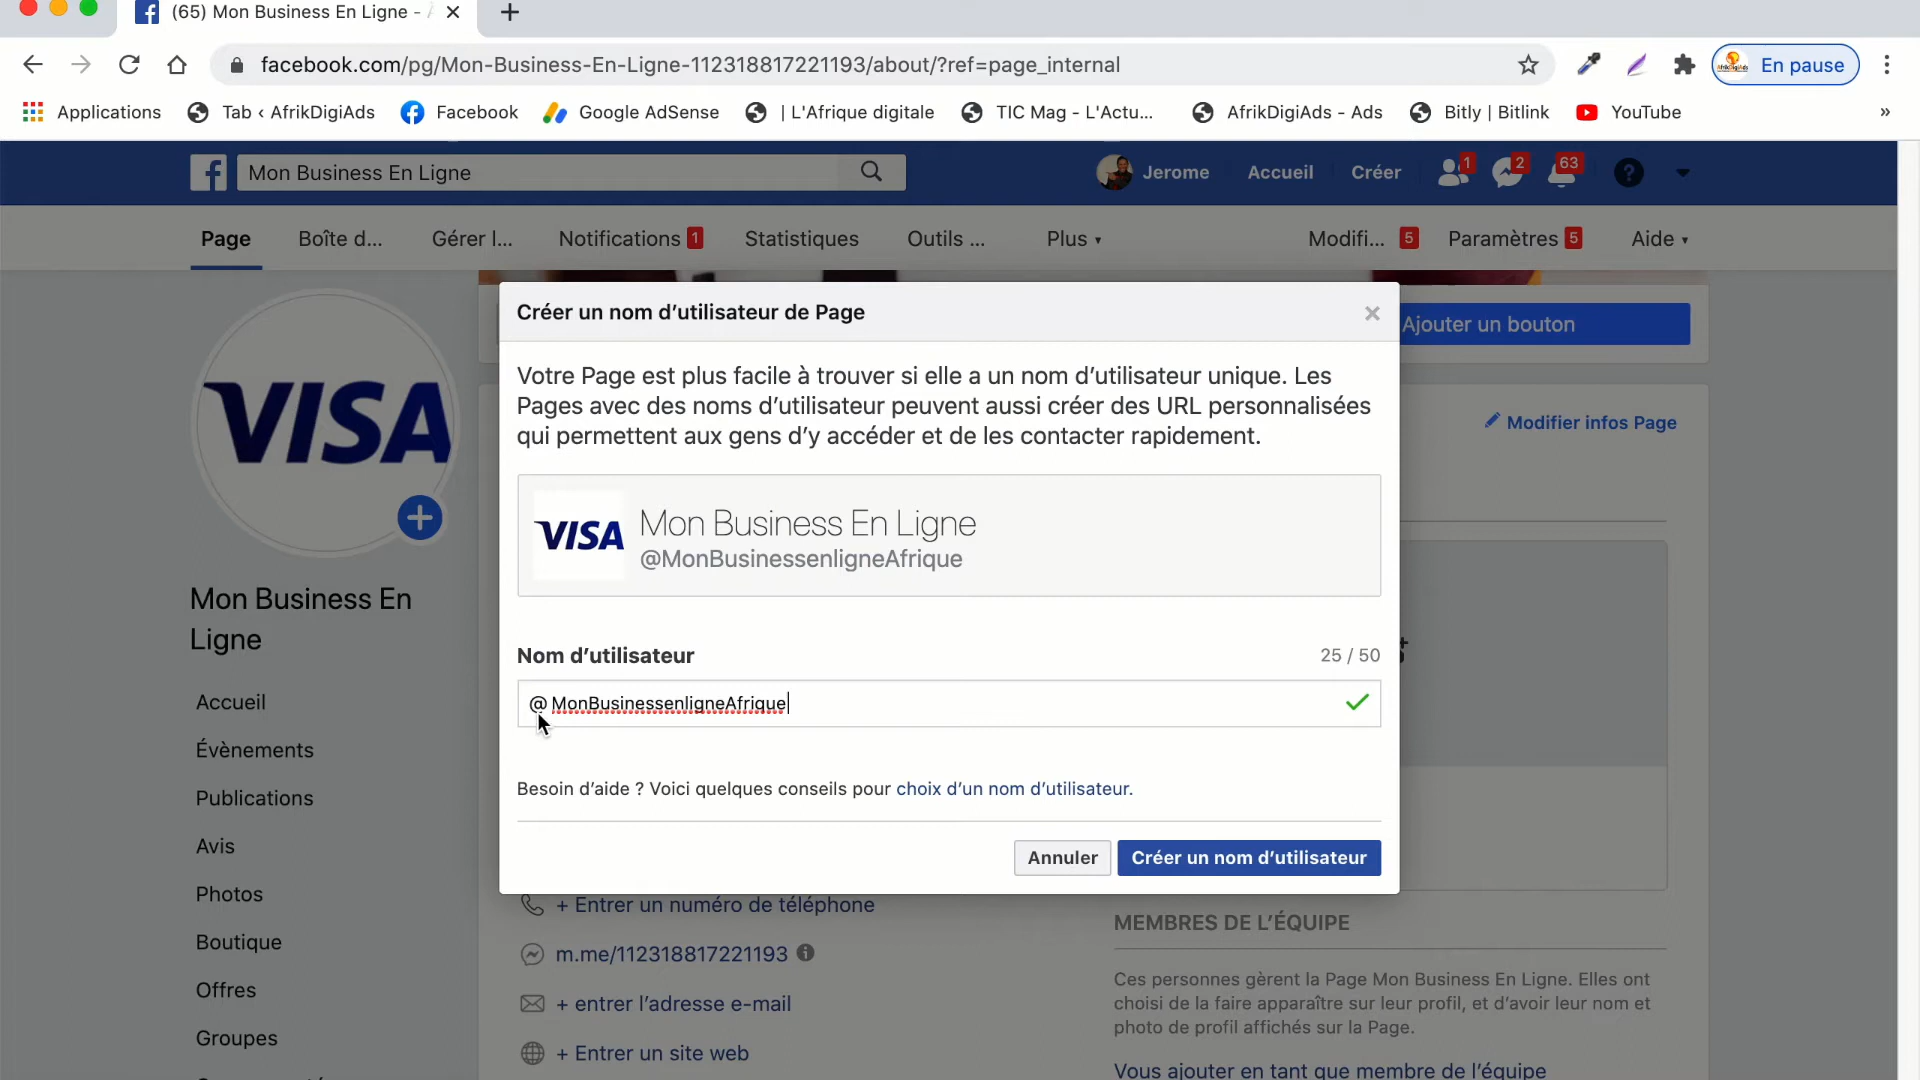 (65) Mon Business En Ligne -
facebook.com/pg/Mon-Business-En-Ligne-112318817221193/about/?ref=page_internal
En pause
Applications
Tab < AfrikDigiAds
Facebook
Google AdSense
| L'Afrique digitale
TIC Mag - L'Actu...
AfrikDigiAds - Ads
Bitly | Bitlink
YouTube
»
Mon Business En Ligne
Jerome
Accueil
Créer
1
2
63
Page
Boîte d...
Gérer l...
Notifications 1
Statistiques
Outils ...
Plus
Modifi... 5
Paramètres 5
Aide
VISA
Mon Business En
Ligne
Accueil
Évènements
Publications
Avis
Photos
Boutique
Offres
Groupes
Créer un nom d’utilisateur de Page
Votre Page est plus facile à trouver si elle a un nom d’utilisateur unique. Les
Pages avec des noms d’utilisateur peuvent aussi créer des URL personnalisées
qui permettent aux gens d’y accéder et de les contacter rapidement.
VISA
Mon Business En Ligne
@MonBusinessenligneAfrique
Nom d’utilisateur
25 / 50
@ MonBusinessenligneAfrique
Besoin d’aide ? Voici quelques conseils pour choix d’un nom d’utilisateur.
Annuler
Créer un nom d’utilisateur
Ajouter un bouton
Modifier infos Page
+ Entrer un numéro de téléphone
m.me/112318817221193
+ entrer l’adresse e-mail
+ Entrer un site web
MEMBRES DE L’ÉQUIPE
Ces personnes gèrent la Page Mon Business En Ligne. Elles ont
choisi de la faire apparaître sur leur profil, et d’avoir leur nom et
photo de profil affichés sur la Page.
Vous ajouter en tant que membre de l’équipe